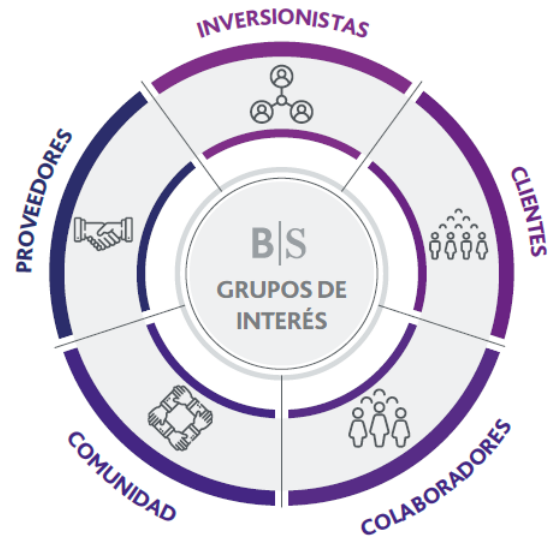 INVERSIONISTAS
CLIENTES
COLABORADORES
COMUNIDAD
PROVEEDORES
B|S
GRUPOS DE
INTERÉS